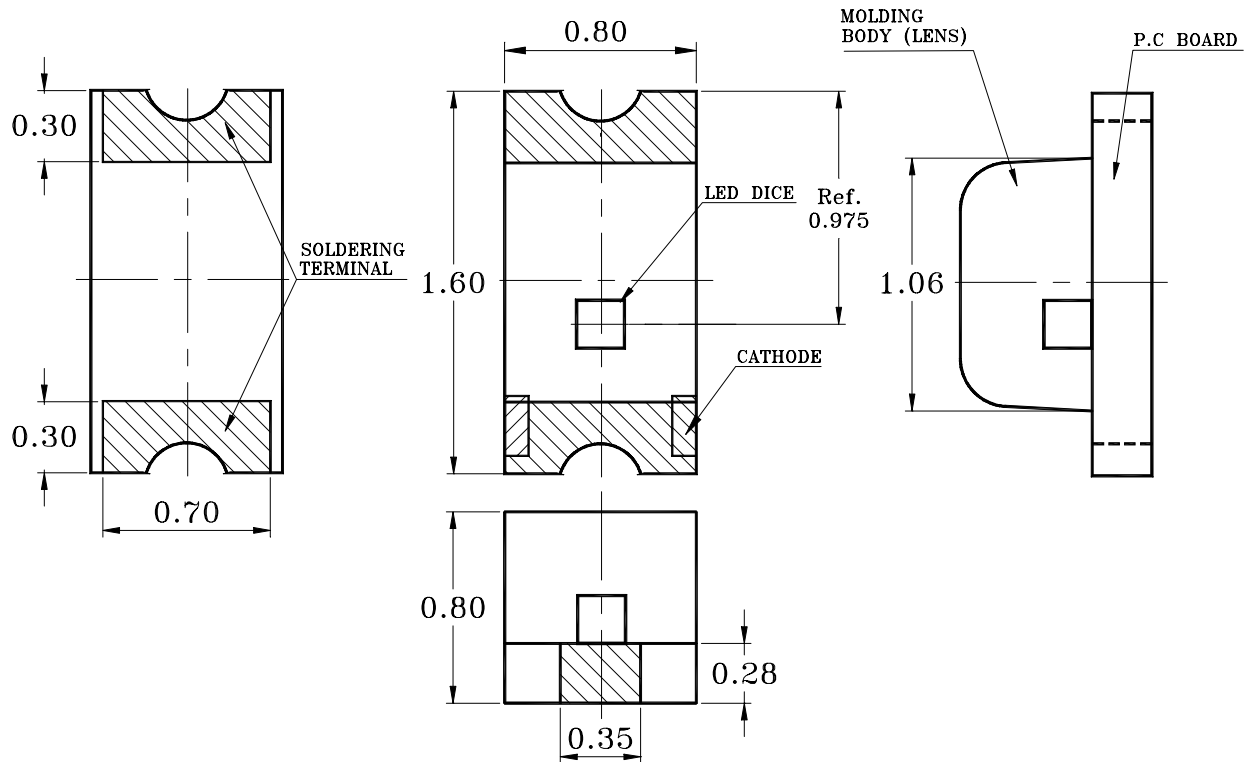 0.80
MOLDING
BODY (LENS)
P.C BOARD
0.30
LED DICE
Ref.
0.975
SOLDERING
TERMINAL
1.60
1.06
CATHODE
0.30
0.70
0.80
0.28
0.35